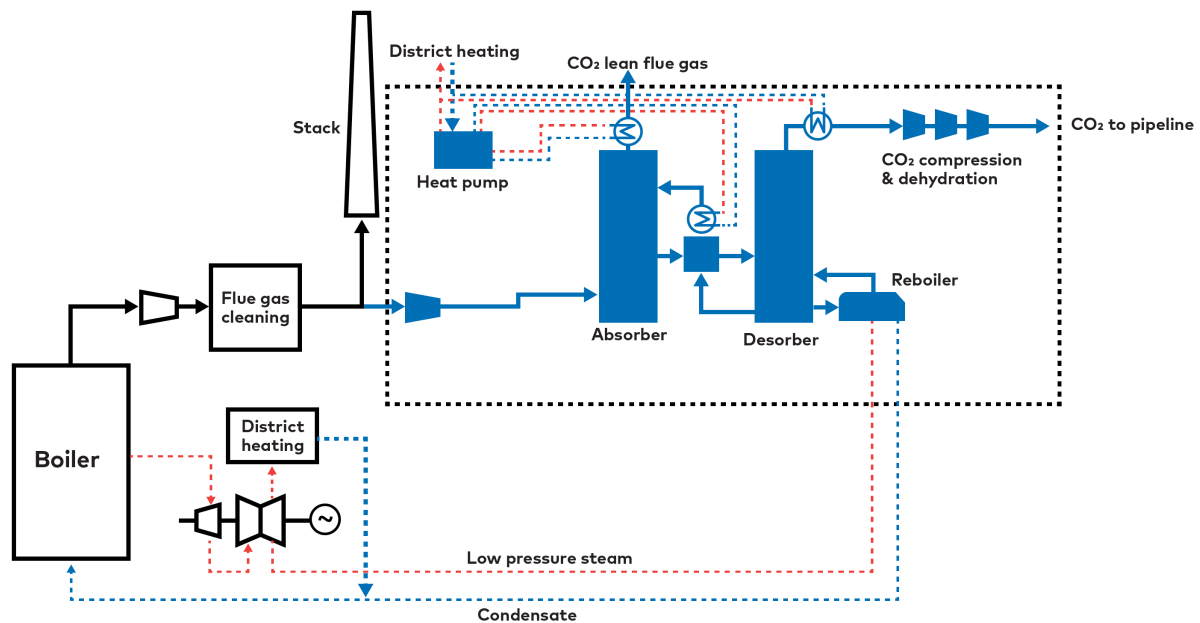 District heating
CO₂ lean flue gas
Stack
CO₂ to pipeline
CO₂ compression
& dehydration
Heat pump
Reboiler
Flue gas
cleaning
Absorber
Desorber
District
heating
Boiler
~
Low pressure steam
Condensate